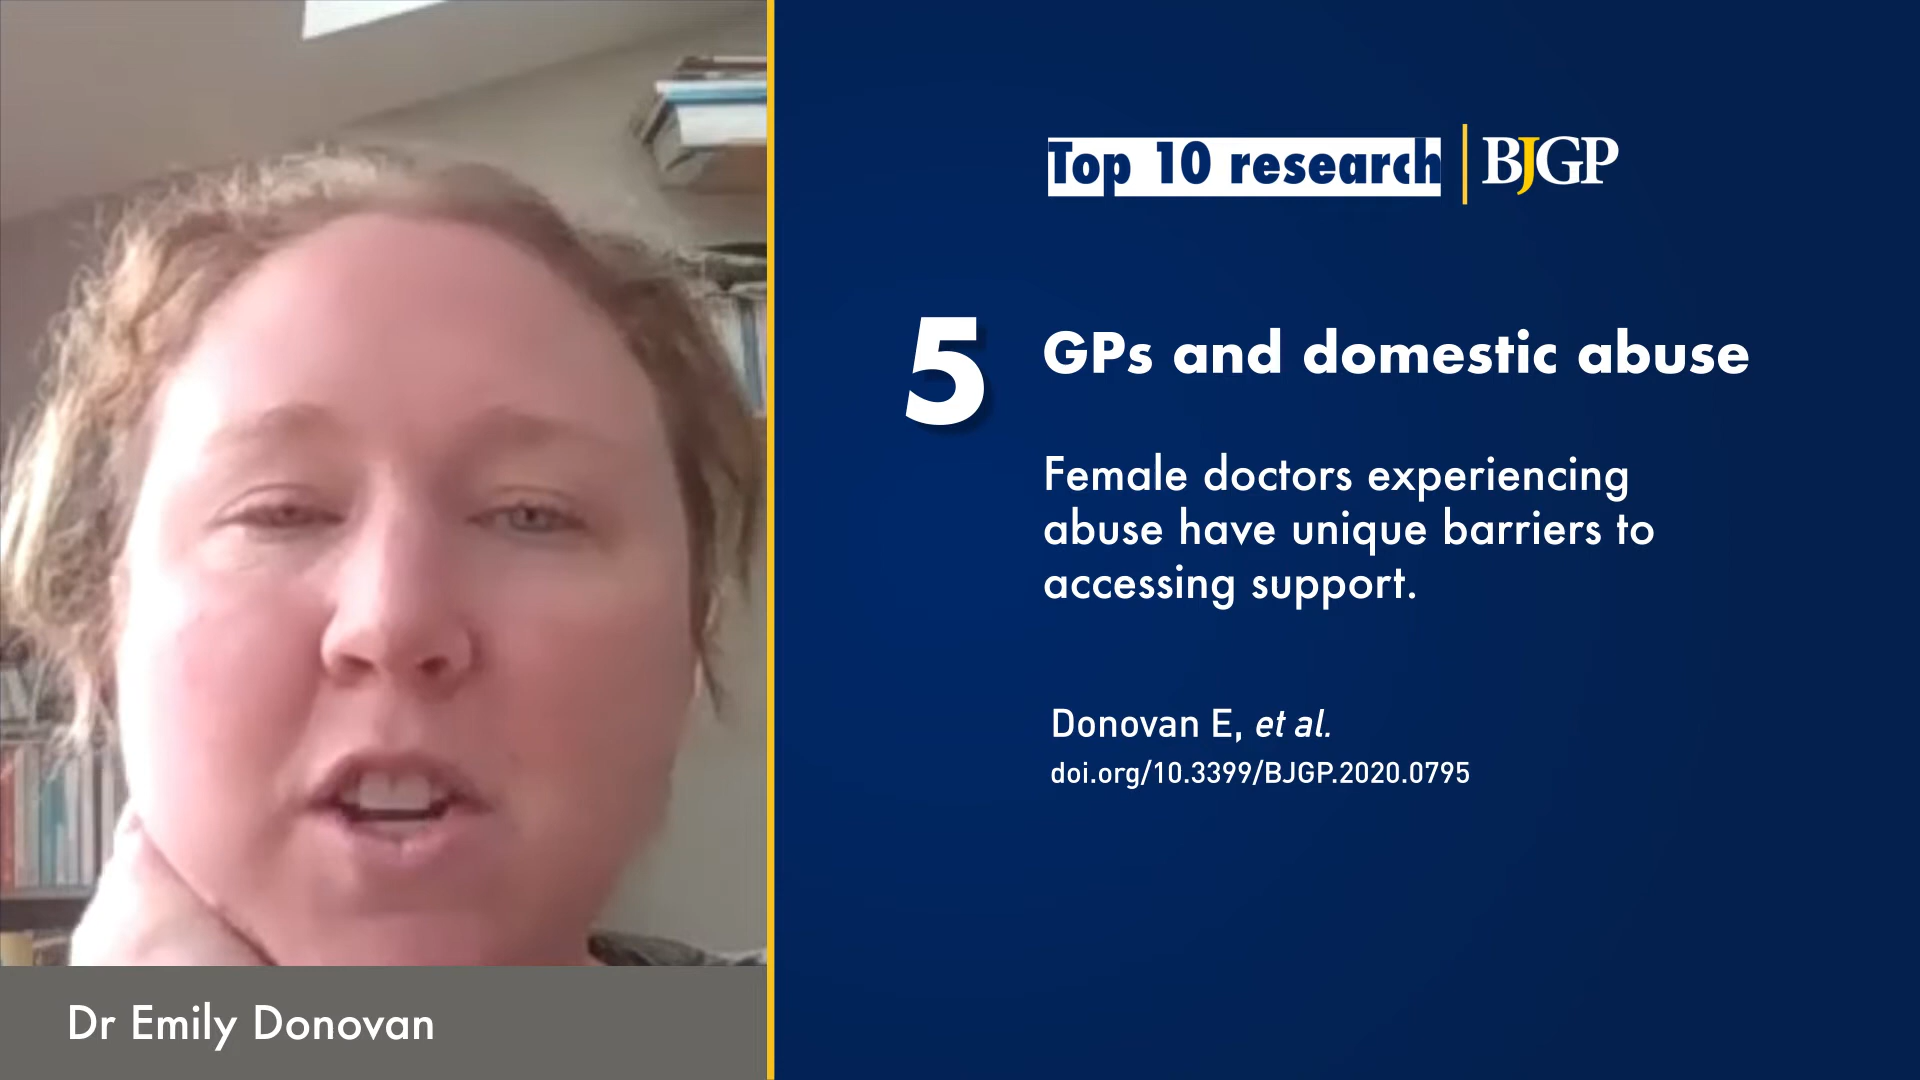 Top 10 research BJGP
5 GPs and domestic abuse
Female doctors experiencing
abuse have unique barriers to
accessing support.
Donovan E, et al.
doi.org/10.3399/BJGP.2020.0795
Dr Emily Donovan